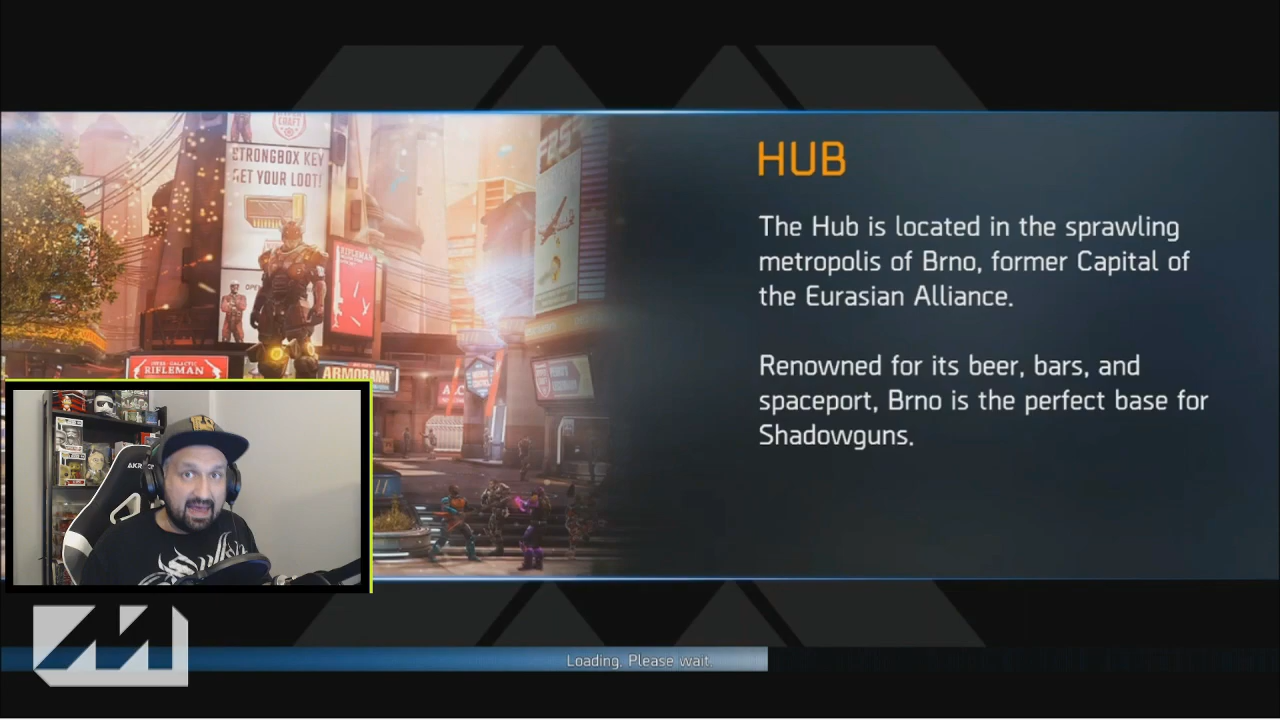 STRONGBOX KEY
GET YOUR LOOT!
RIFLEMAN
RIFLEMAN
ARMORAMA
HUB
The Hub is located in the sprawling
metropolis of Brno, former Capital of
the Eurasian Alliance.
Renowned for its beer, bars, and
spaceport, Brno is the perfect base for
Shadowguns.
Loading. Please wait.